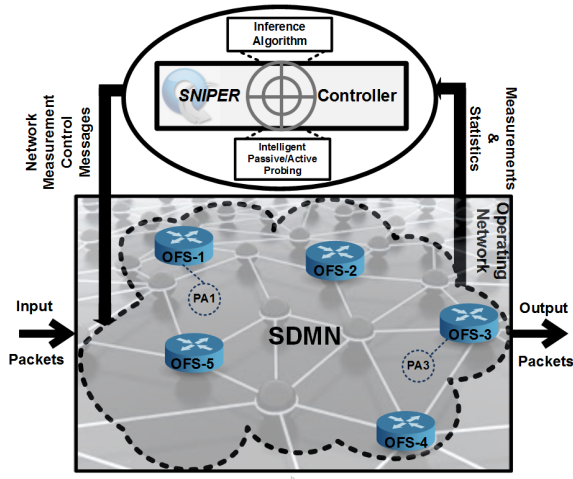 Inference
Algorithm
SNIPER Controller
Intelligent
Passive/Active
Probing
Network
Measurement
Control
Messages
Measurements
&
Statistics
Operating
Network
OFS-1
OFS-2
PA1
Input
Packets
SDMN
OFS-3
Output
Packets
OFS-5
PA3
OFS-4